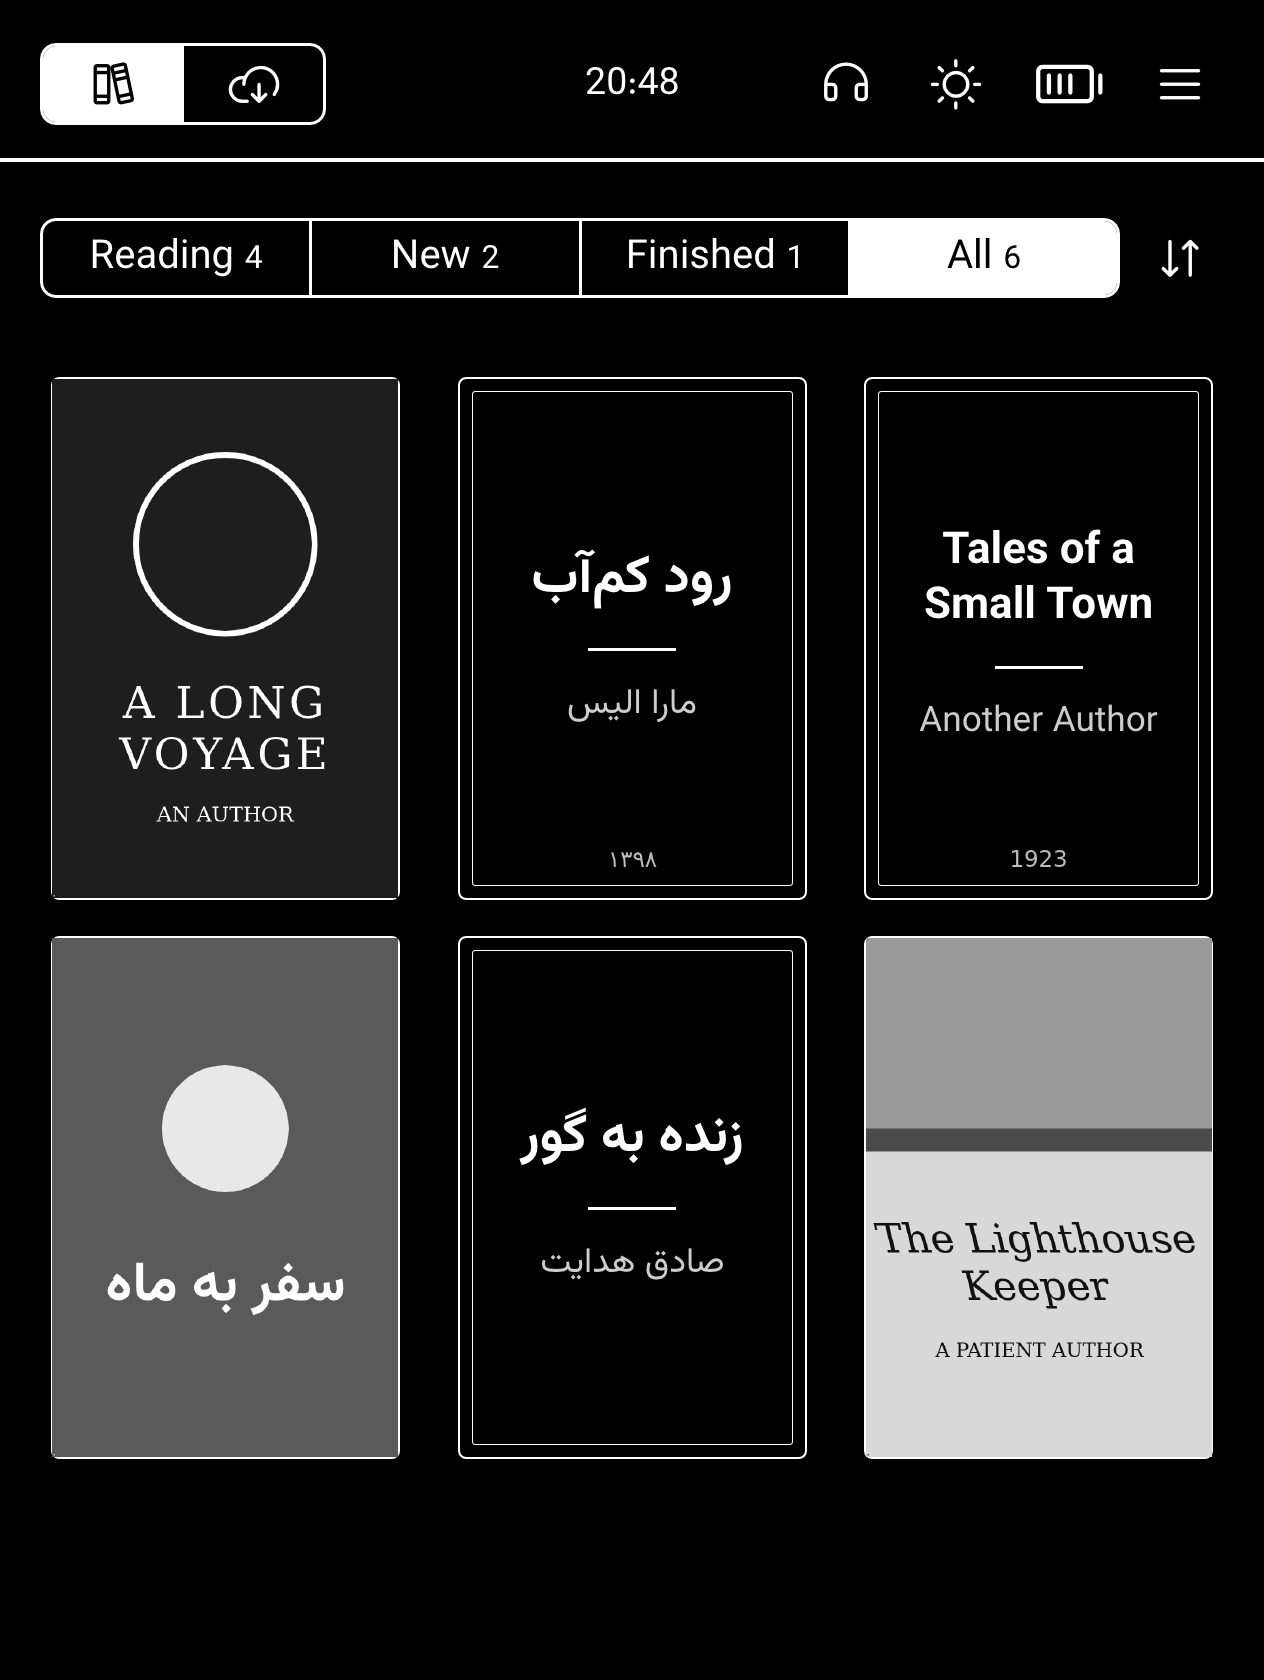 20:48
Reading 4
New 2
Finished 1
All 6
A LONG
VOYAGE
AN AUTHOR
رود کم‌آب
مارا الیس
۱۳۹۸
Tales of a
Small Town
Another Author
1923
سفر به ماه
زنده به گور
صادق هدایت
The Lighthouse
Keeper
A PATIENT AUTHOR